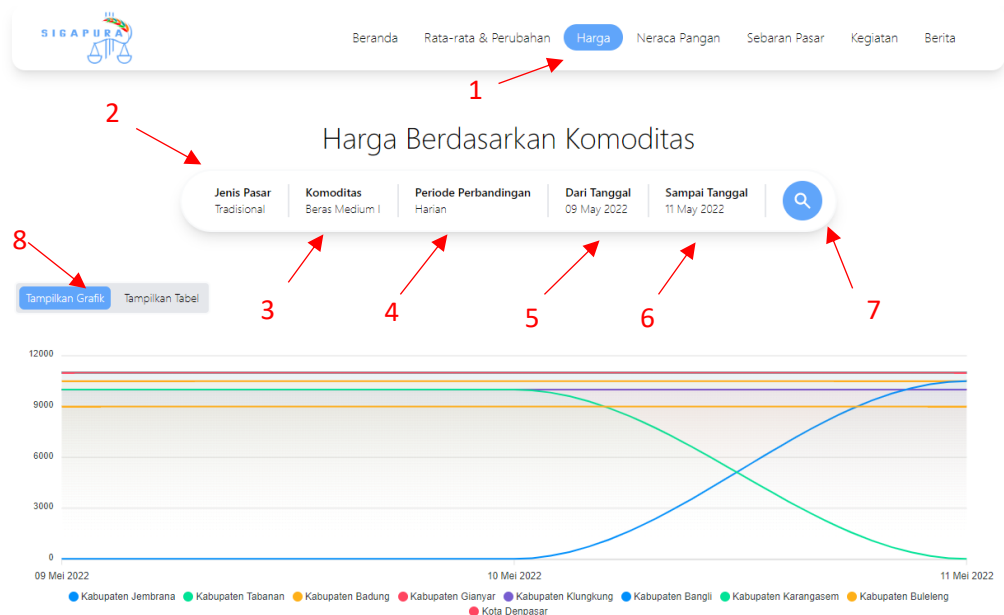 SIGAPURA
Beranda Rata-rata & Perubahan Harga Neraca Pangan Sebaran Pasar Kegiatan Berita
1
2
Harga Berdasarkan Komoditas
Jenis Pasar Komoditas Periode Perbandingan Dari Tanggal Sampai Tanggal
Tradisional Beras Medium I Harian 09 May 2022 11 May 2022
8
Tampilkan Grafik Tampilkan Tabel
3 4 5 6 7
12000
9000
6000
3000
0
09 Mei 2022 10 Mei 2022 11 Mei 2022
Kabupaten Jembrana Kabupaten Tabanan Kabupaten Badung Kabupaten Gianyar Kabupaten Klungkung Kabupaten Bangli Kabupaten Karangasem Kabupaten Buleleng
Kota Denpasar